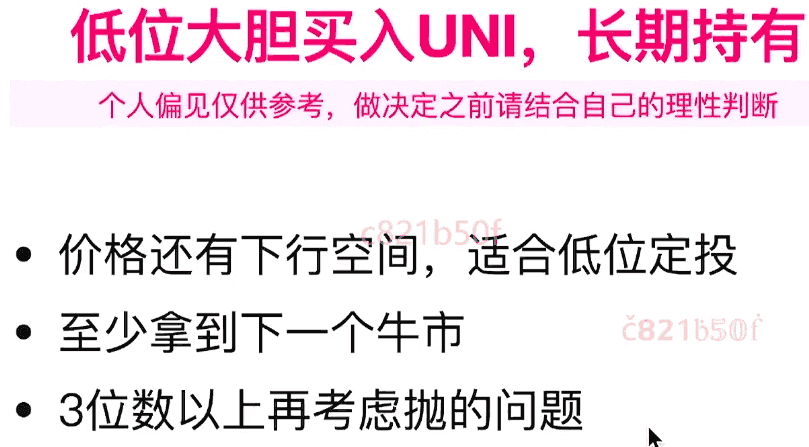 低位大胆买入UNI，长期持有
个人偏见仅供参考，做决定之前请结合自己的理性判断
c821b50f
• 价格还有下行空间，适合低位定投
č821ḃ50ḟ
• 至少拿到下一个牛市
• 3位数以上再考虑抛的问题